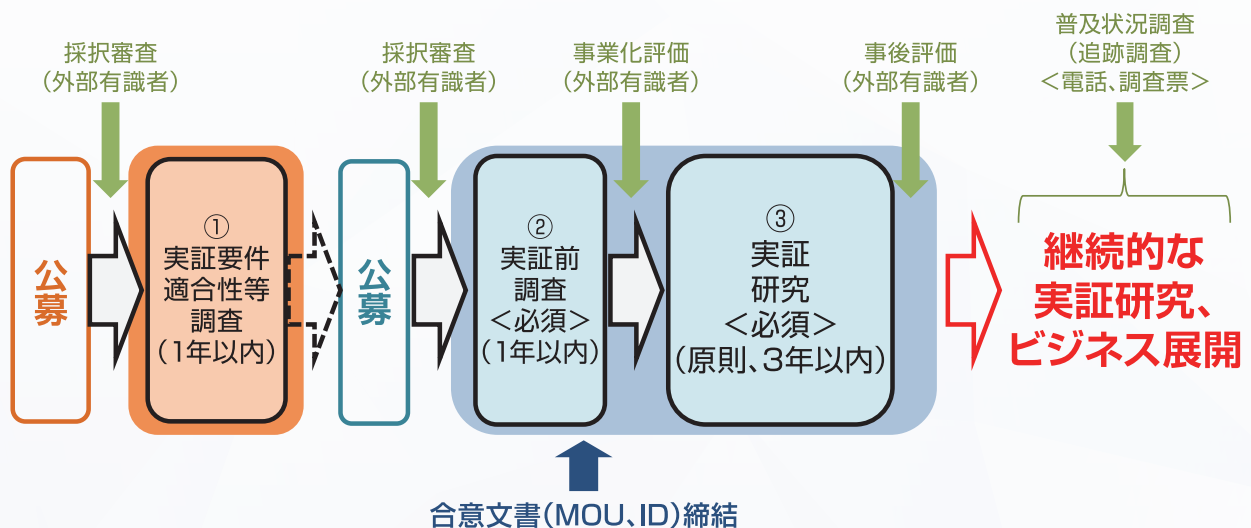 採択審査
(外部有識者)
採択審査
(外部有識者)
事業化評価
(外部有識者)
事後評価
(外部有識者)
普及状況調査
(追跡調査)
<電話、調査票>
公募
①
実証要件
適合性等
調査
(1年以内)
公募
②
実証前
調査
<必須>
(1年以内)
③
実証
研究
<必須>
(原則、3年以内)
継続的な
実証研究、
ビジネス展開
合意文書(MOU、ID)締結